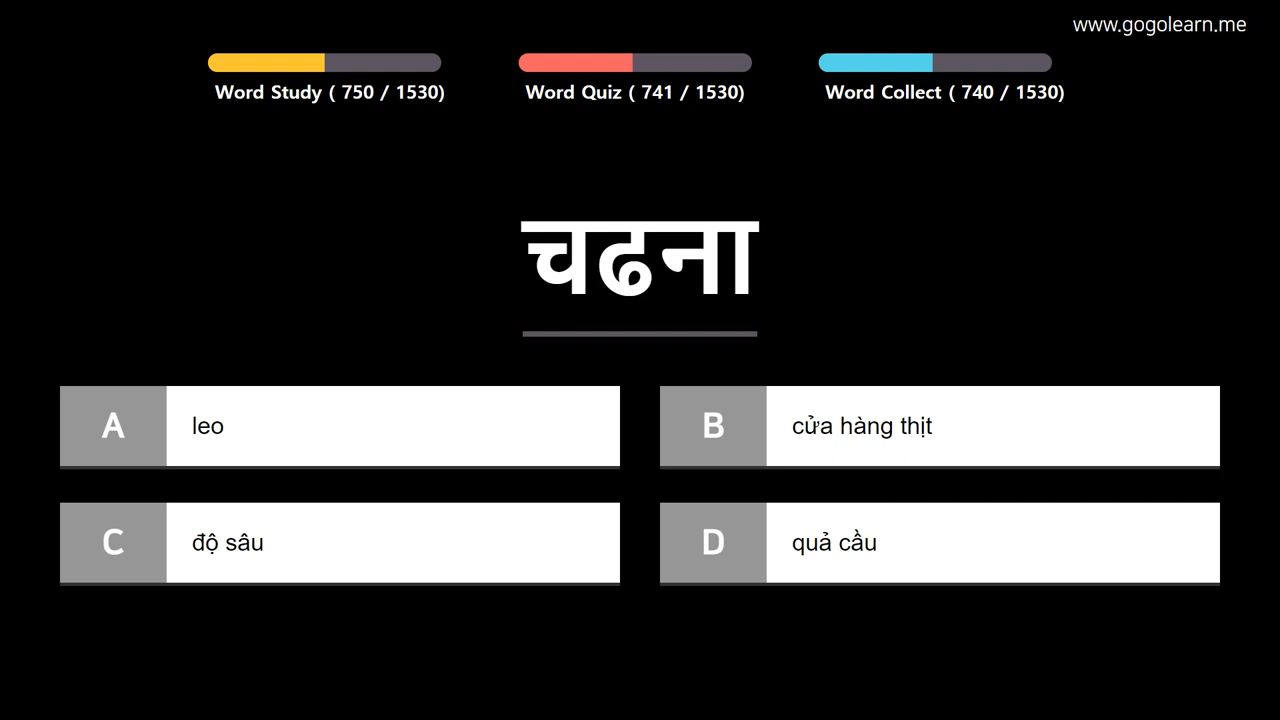 www.gogolearn.me
Word Study ( 750 / 1530)
Word Quiz ( 741 / 1530)
Word Collect ( 740 / 1530)
चढना
A leo
B cửa hàng thịt
C độ sâu
D quả cầu